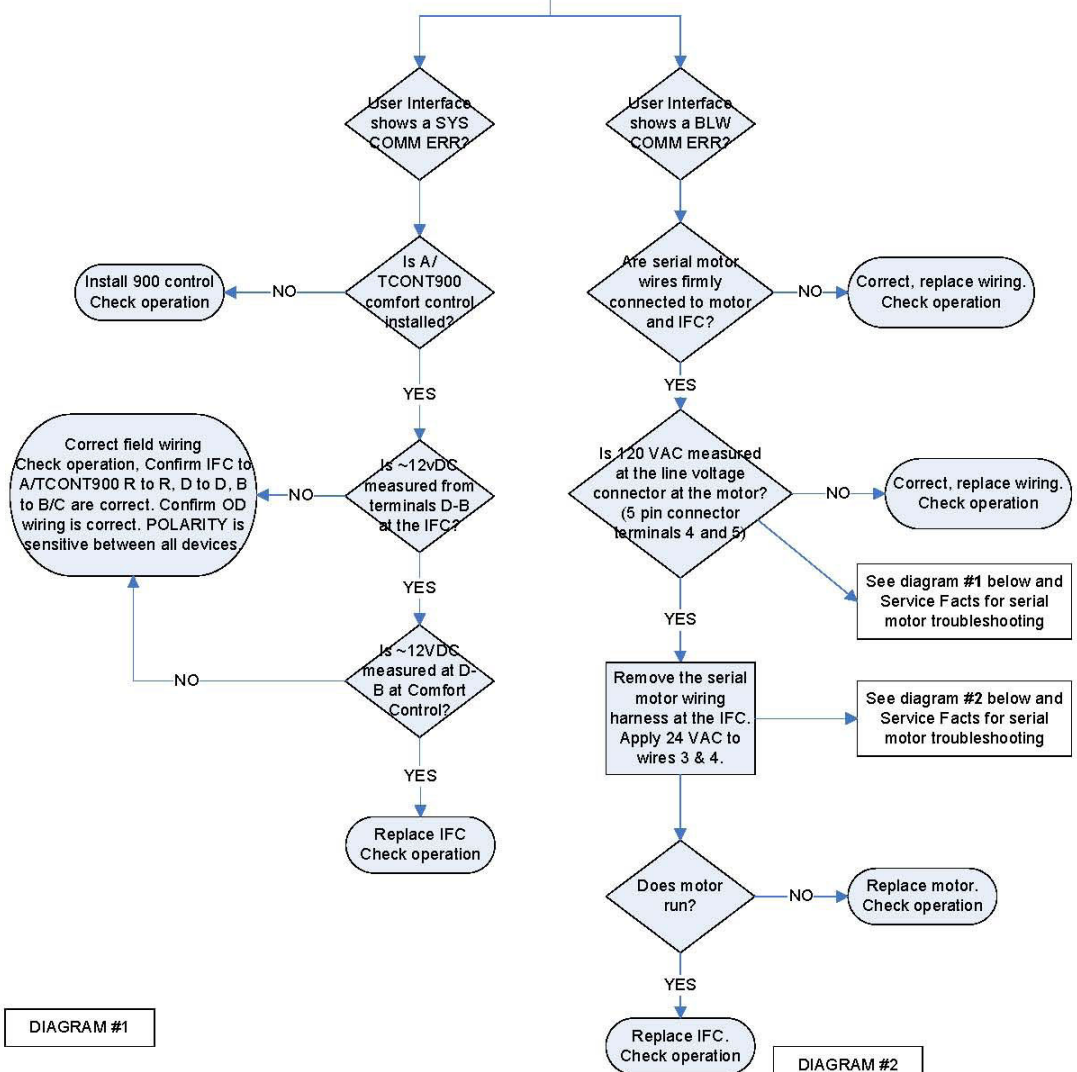 User Interface
shows a SYS
COMM ERR?
User Interface
shows a BLW
COMM ERR?
Is A/
TCONT900
comfort control
installed?
NO
Install 900 control
Check operation
Are serial motor
wires firmly
connected to motor
and IFC?
NO
Correct, replace wiring.
Check operation
YES
YES
Correct field wiring
Check operation, Confirm IFC to
A/TCONT900 R to R, D to D, B
to B/C are correct. Confirm OD
wiring is correct. POLARITY is
sensitive between all devices.
NO
Is ~12vDC
measured from
terminals D-B
at the IFC?
Is 120 VAC measured
at the line voltage
connector at the motor?
(5 pin connector
terminals 4 and 5)
NO
Correct, replace wiring.
Check operation
See diagram #1 below and
Service Facts for serial
motor troubleshooting
YES
YES
Is ~12VDC
measured at D-
B at Comfort
Control?
NO
Remove the serial
motor wiring
harness at the IFC.
Apply 24 VAC to
wires 3 & 4.
See diagram #2 below and
Service Facts for serial
motor troubleshooting
YES
Replace IFC
Check operation
Does motor
run?
NO
Replace motor.
Check operation
YES
Replace IFC.
Check operation
DIAGRAM #1
DIAGRAM #2